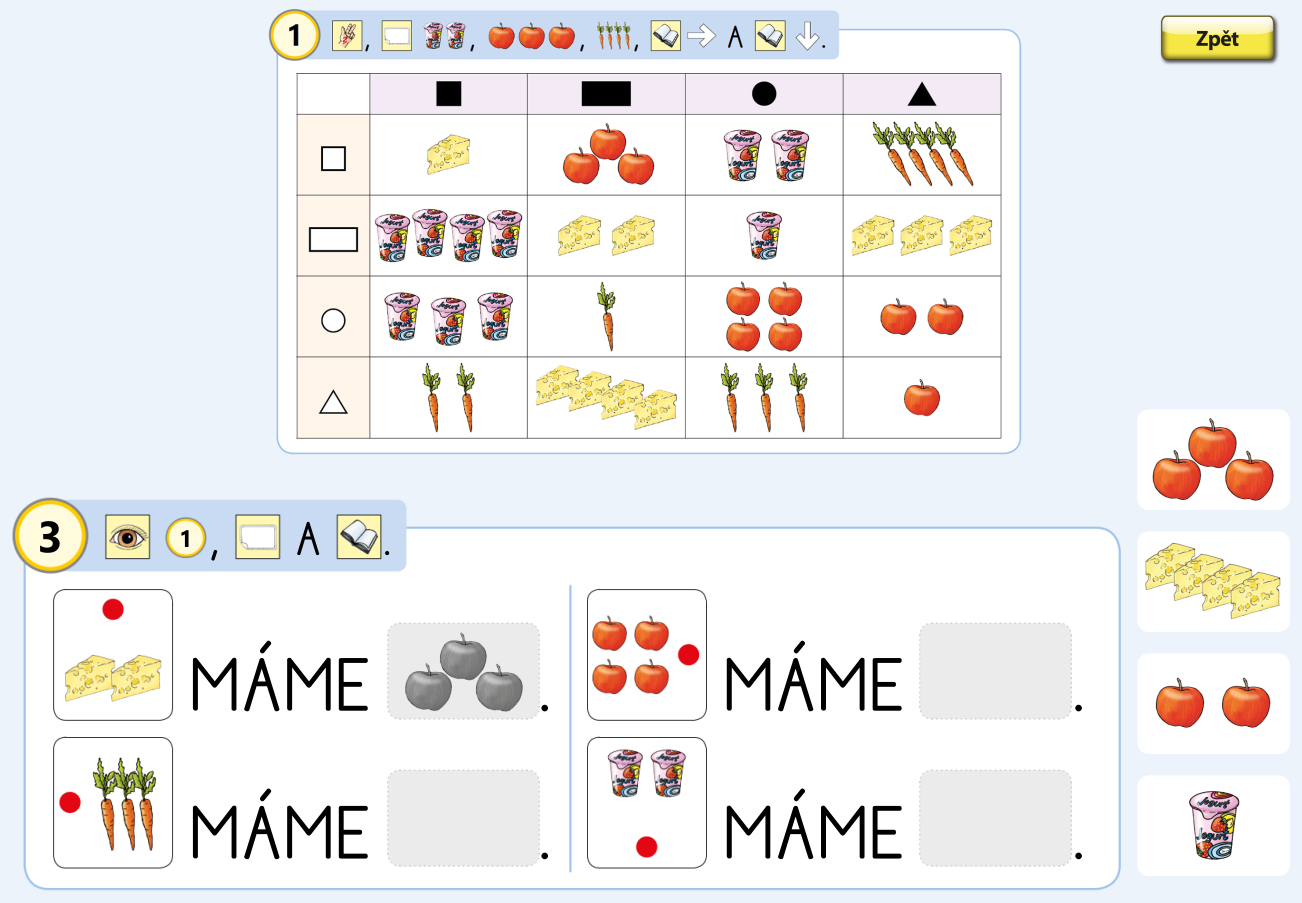 1 , , , , A .
Zpět
3 1 , A .
MÁME .
MÁME .
MÁME .
MÁME .